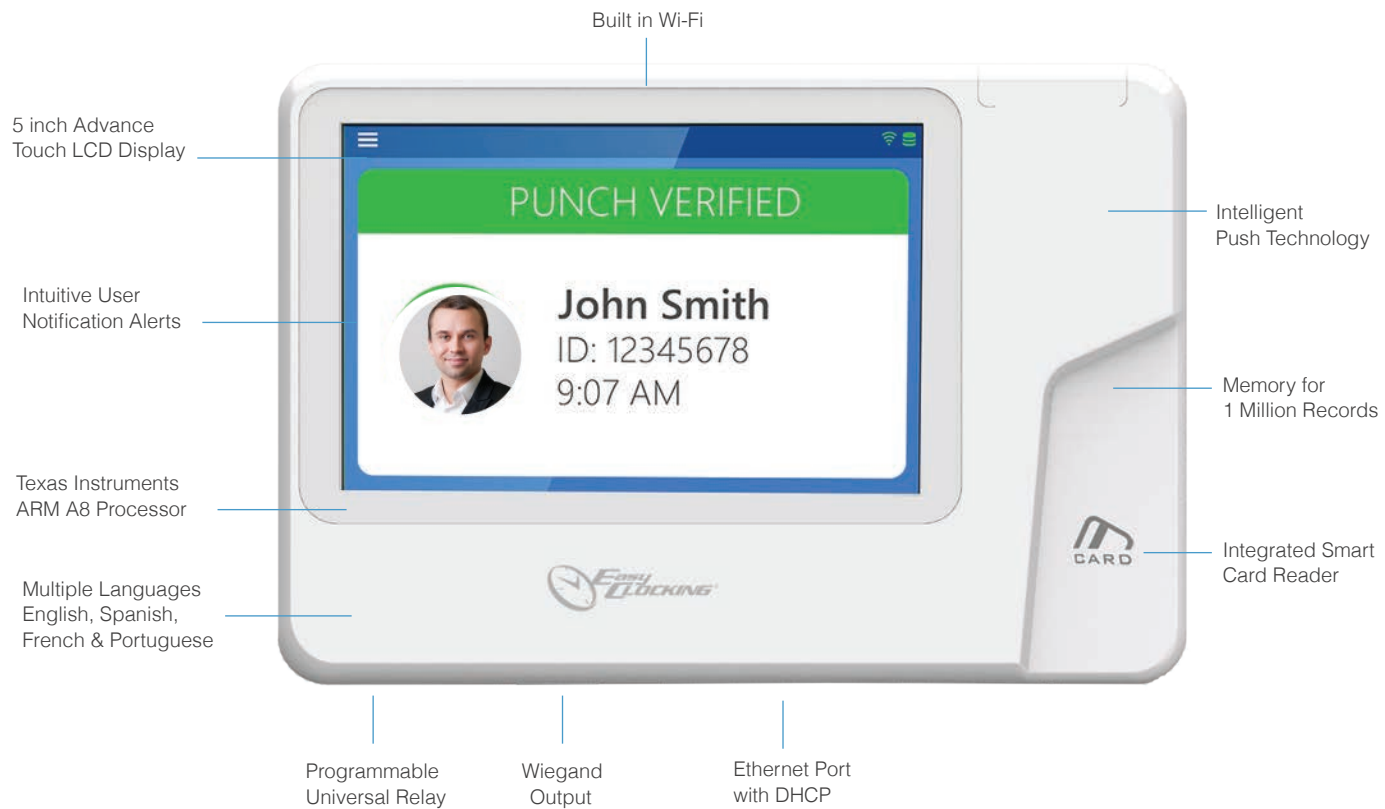 Built in Wi-Fi
5 inch Advance
Touch LCD Display
PUNCH VERIFIED
Intelligent
Push Technology
Intuitive User
Notification Alerts
John Smith
ID: 12345678
9:07 AM
Memory for
1 Million Records
Texas Instruments
ARM A8 Processor
CARD
Integrated Smart
Card Reader
EASY
CLOCKING
Multiple Languages
English, Spanish,
French & Portuguese
Programmable
Universal Relay
Wiegand
Output
Ethernet Port
with DHCP